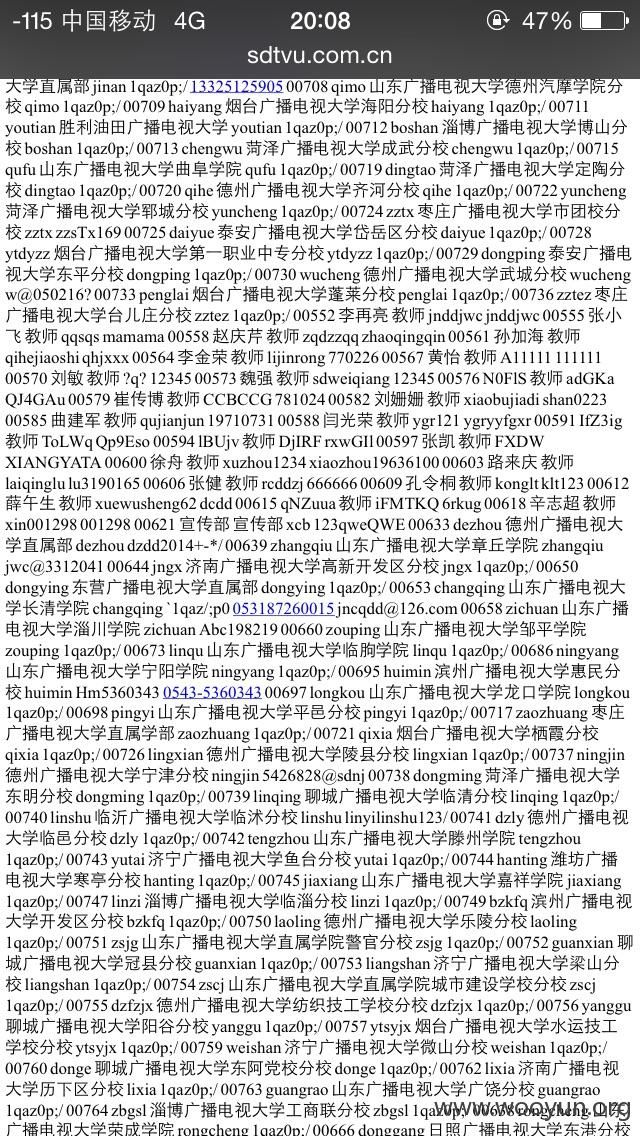 -115 中国移动 4G 20:08 47%
sdtvu.com.cn
大学直属部 jinan 1qaz0p;/13325125905 00708 qimo 山东广播电视大学德州汽摩学院分
校 qimo 1qaz0p;/ 00709 haiyang 烟台广播电视大学海阳分校 haiyang 1qaz0p;/ 00711
youtian 胜利油田广播电视大学 youtian 1qaz0p;/ 00712 boshan 淄博广播电视大学博山分
校 boshan 1qaz0p;/ 00713 chengwu 菏泽广播电视大学成武分校 chengwu 1qaz0p;/ 00715
qufu 山东广播电视大学曲阜学院 qufu 1qaz0p;/ 00719 dingtao 菏泽广播电视大学定陶分
校 dingtao 1qaz0p;/ 00720 qihe 德州广播电视大学齐河分校 qihe 1qaz0p;/ 00722 yuncheng
菏泽广播电视大学郓城分校 yuncheng 1qaz0p;/ 00724 zztx 枣庄广播电视大学市团校分
校 zztx zzsTx169 00725 daiyue 泰安广播电视大学岱岳区分校 daiyue 1qaz0p;/ 00728
ytdyzz 烟台广播电视大学第一职业中专分校 ytdyzz 1qaz0p;/ 00729 dongping 泰安广播电
视大学东平分校 dongping 1qaz0p;/ 00730 wucheng 德州广播电视大学武城分校 wucheng
w@050216? 00733 penglai 烟台广播电视大学蓬莱分校 penglai 1qaz0p;/ 00736 zztez 枣庄
广播电视大学台儿庄分校 zztez 1qaz0p;/ 00552 李再亮 教师 jnddjwc jnddjwc 00555 张小
飞 教师 qqsqs mamama 00558 赵庆芹 教师 zqdzzqq zhaoqingqin 00561 孙加海 教师
qihejiaoshi qhjxxx 00564 李金荣 教师 lijinrong 770226 00567 黄怡 教师 A11111 111111
00570 刘敏 教师 ?q? 12345 00573 魏强 教师 sdweiqiang 12345 00576 N0FlS 教师 adGKa
QJ4GAu 00579 崔传博 教师 CCBCCG 781024 00582 刘姗姗 教师 xiaobujiadi shan0223
00585 曲建军 教师 qujianjun 19710731 00588 闫光荣 教师 ygr121 ygryyfgxr 00591 IfZ3ig
教师 ToLWq Qp9Eso 00594 lBUjv 教师 DjIRF rxwGIl 00597 张凯 教师 FXDW
XIANGYATA 00600 徐舟 教师 xuzhou1234 xiaozhou19636100 00603 路来庆 教师
laiqinglu lu3190165 00606 张健 教师 rcddzj 666666 00609 孔令桐 教师 konglt klt123 00612
薛午生 教师 xuewusheng62 dcdd 00615 qNZuua 教师 iFMTKQ 6rkug 00618 辛志超 教师
xin001298 001298 00621 宣传部 宣传部 xcb 123qweQWE 00633 dezhou 德州广播电视大
学直属部 dezhou dzdd2014+-*/ 00639 zhangqiu 山东广播电视大学章丘学院 zhangqiu
jwc@3312041 00644 jngx 济南广播电视大学高新开发区分校 jngx 1qaz0p;/ 00650
dongying 东营广播电视大学直属部 dongying 1qaz0p;/ 00653 changqing 山东广播电视大
学长清学院 changqing `1qaz/;p0 053187260015 jncqdd@126.com 00658 zichuan 山东广播
电视大学淄川学院 zichuan Abc198219 00660 zouping 山东广播电视大学邹平学院
zouping 1qaz0p;/ 00673 linqu 山东广播电视大学临朐学院 linqu 1qaz0p;/ 00686 ningyang
山东广播电视大学宁阳学院 ningyang 1qaz0p;/ 00695 huimin 滨州广播电视大学惠民分
校 huimin Hm5360343 0543-5360343 00697 longkou 山东广播电视大学龙口学院 longkou
1qaz0p;/ 00698 pingyi 山东广播电视大学平邑分校 pingyi 1qaz0p;/ 00717 zaozhuang 枣庄
广播电视大学直属学部 zaozhuang 1qaz0p;/ 00721 qixia 烟台广播电视大学栖霞分校
qixia 1qaz0p;/ 00726 lingxian 德州广播电视大学陵县分校 lingxian 1qaz0p;/ 00737 ningjin
德州广播电视大学宁津分校 ningjin 5426828@sdnj 00738 dongming 菏泽广播电视大学
东明分校 dongming 1qaz0p;/ 00739 linqing 聊城广播电视大学临清分校 linqing 1qaz0p;/
00740 linshu 临沂广播电视大学临沭分校 linshu linyilinshu123/ 00741 dzly 德州广播电视
大学临邑分校 dzly 1qaz0p;/ 00742 tengzhou 山东广播电视大学滕州学院 tengzhou
1qaz0p;/ 00743 yutai 济宁广播电视大学鱼台分校 yutai 1qaz0p;/ 00744 hanting 潍坊广播
电视大学寒亭分校 hanting 1qaz0p;/ 00745 jiaxiang 山东广播电视大学嘉祥学院 jiaxiang
1qaz0p;/ 00747 linzi 淄博广播电视大学临淄分校 linzi 1qaz0p;/ 00749 bzkfq 滨州广播电视
大学开发区分校 bzkfq 1qaz0p;/ 00750 laoling 德州广播电视大学乐陵分校 laoling
1qaz0p;/ 00751 zsjg 山东广播电视大学直属学院警官分校 zsjg 1qaz0p;/ 00752 guanxian 聊
城广播电视大学冠县分校 guanxian 1qaz0p;/ 00753 liangshan 济宁广播电视大学梁山分
校 liangshan 1qaz0p;/ 00754 zscj 山东广播电视大学直属学院城市建设学校分校 zscj
1qaz0p;/ 00755 dzfzjx 德州广播电视大学纺织技工学校分校 dzfzjx 1qaz0p;/ 00756 yanggu
聊城广播电视大学阳谷分校 yanggu 1qaz0p;/ 00757 ytsyjx 烟台广播电视大学水运技工
学校分校 ytsyjx 1qaz0p;/ 00759 weishan 济宁广播电视大学微山分校 weishan 1qaz0p;/
00760 donge 聊城广播电视大学东阿党校分校 donge 1qaz0p;/ 00762 lixia 济南广播电视
大学历下区分校 lixia 1qaz0p;/ 00763 guangrao 山东广播电视大学广饶分校 guangrao
1qaz0p;/ 00764 zbgsl 淄博广播电视大学工商联分校 zbgsl 1qaz0p;/ rongcheng 山东
广播电视大学荣成学院 rongcheng 1qaz0p;/ 00666 donggang 日照广播电视大学东港分校
www.wooyun.org